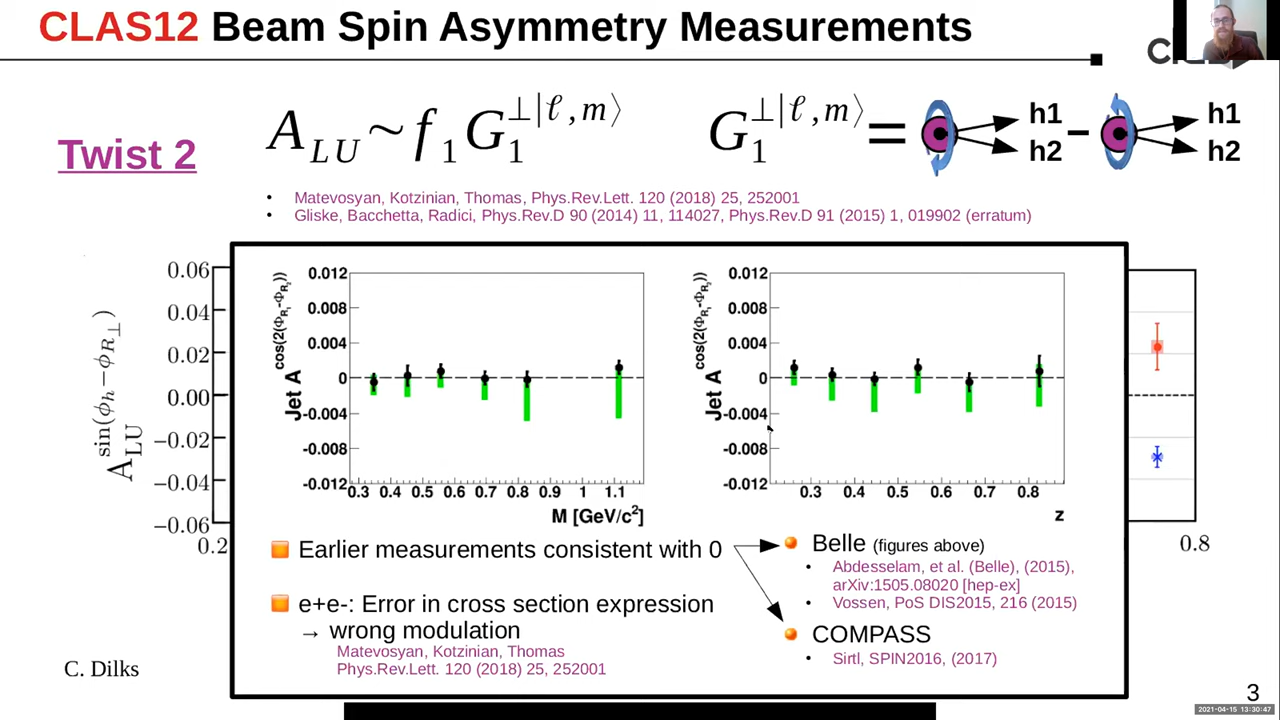 CLAS12 Beam Spin Asymmetry Measurements
Twist 2
A_LU ~ f_1 G_1^{⊥|ℓ,m⟩}
G_1^{⊥|ℓ,m⟩} =
h1
h2
–
h1
h2
• Matevosyan, Kotzinian, Thomas, Phys.Rev.Lett. 120 (2018) 25, 252001
• Gliske, Bacchetta, Radici, Phys.Rev.D 90 (2014) 11, 114027, Phys.Rev.D 91 (2015) 1, 019902 (erratum)
A_LU^{sin(ϕ_h−ϕ_{R⊥})}
0.06
0.04
0.02
0.00
−0.02
−0.04
−0.06
0.2
Jet A^{cos(2(Φ_{R_1}-Φ_{R_2}))}
0.012
0.008
0.004
0
-0.004
-0.008
-0.012
0.3 0.4 0.5 0.6 0.7 0.8 0.9 1 1.1
M [GeV/c²]
Jet A^{cos(2(Φ_{R_1}-Φ_{R_2}))}
0.012
0.008
0.004
0
-0.004
-0.008
-0.012
0.3 0.4 0.5 0.6 0.7 0.8
z
0.8
Earlier measurements consistent with 0
e+e-: Error in cross section expression
→ wrong modulation
Matevosyan, Kotzinian, Thomas
Phys.Rev.Lett. 120 (2018) 25, 252001
Belle (figures above)
• Abdesselam, et al. (Belle), (2015),
arXiv:1505.08020 [hep-ex]
• Vossen, PoS DIS2015, 216 (2015)
COMPASS
• Sirtl, SPIN2016, (2017)
C. Dilks
3
2021-04-15 13:30:47